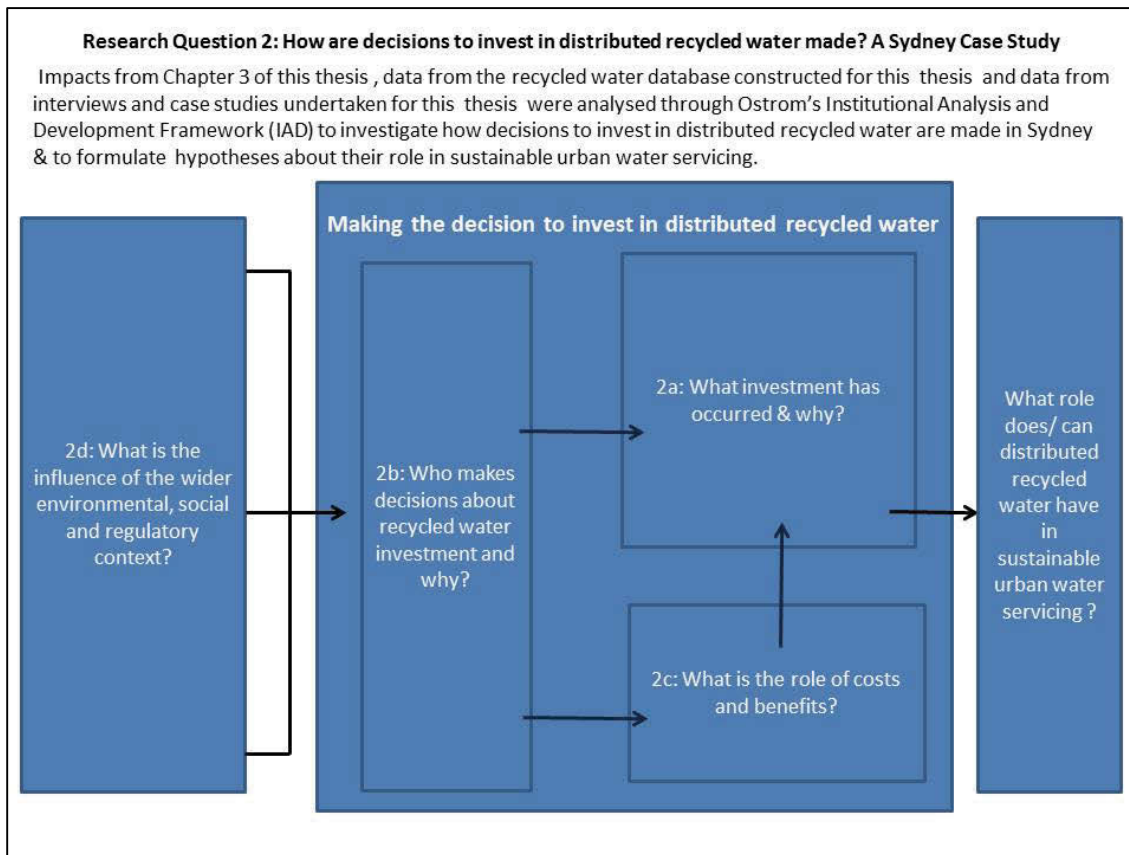 Research Question 2: How are decisions to invest in distributed recycled water made? A Sydney Case Study
Impacts from Chapter 3 of this thesis , data from the recycled water database constructed for this thesis and data from
interviews and case studies undertaken for this thesis were analysed through Ostrom's Institutional Analysis and
Development Framework (IAD) to investigate how decisions to invest in distributed recycled water are made in Sydney
& to formulate hypotheses about their role in sustainable urban water servicing.
2d: What is the
influence of the wider
environmental, social
and regulatory
context?
Making the decision to invest in distributed recycled water
2b: Who makes
decisions about
recycled water
investment and
why?
2a: What investment has
occurred & why?
2c: What is the role of costs
and benefits?
What role
does/ can
distributed
recycled
water have
in
sustainable
urban water
servicing ?